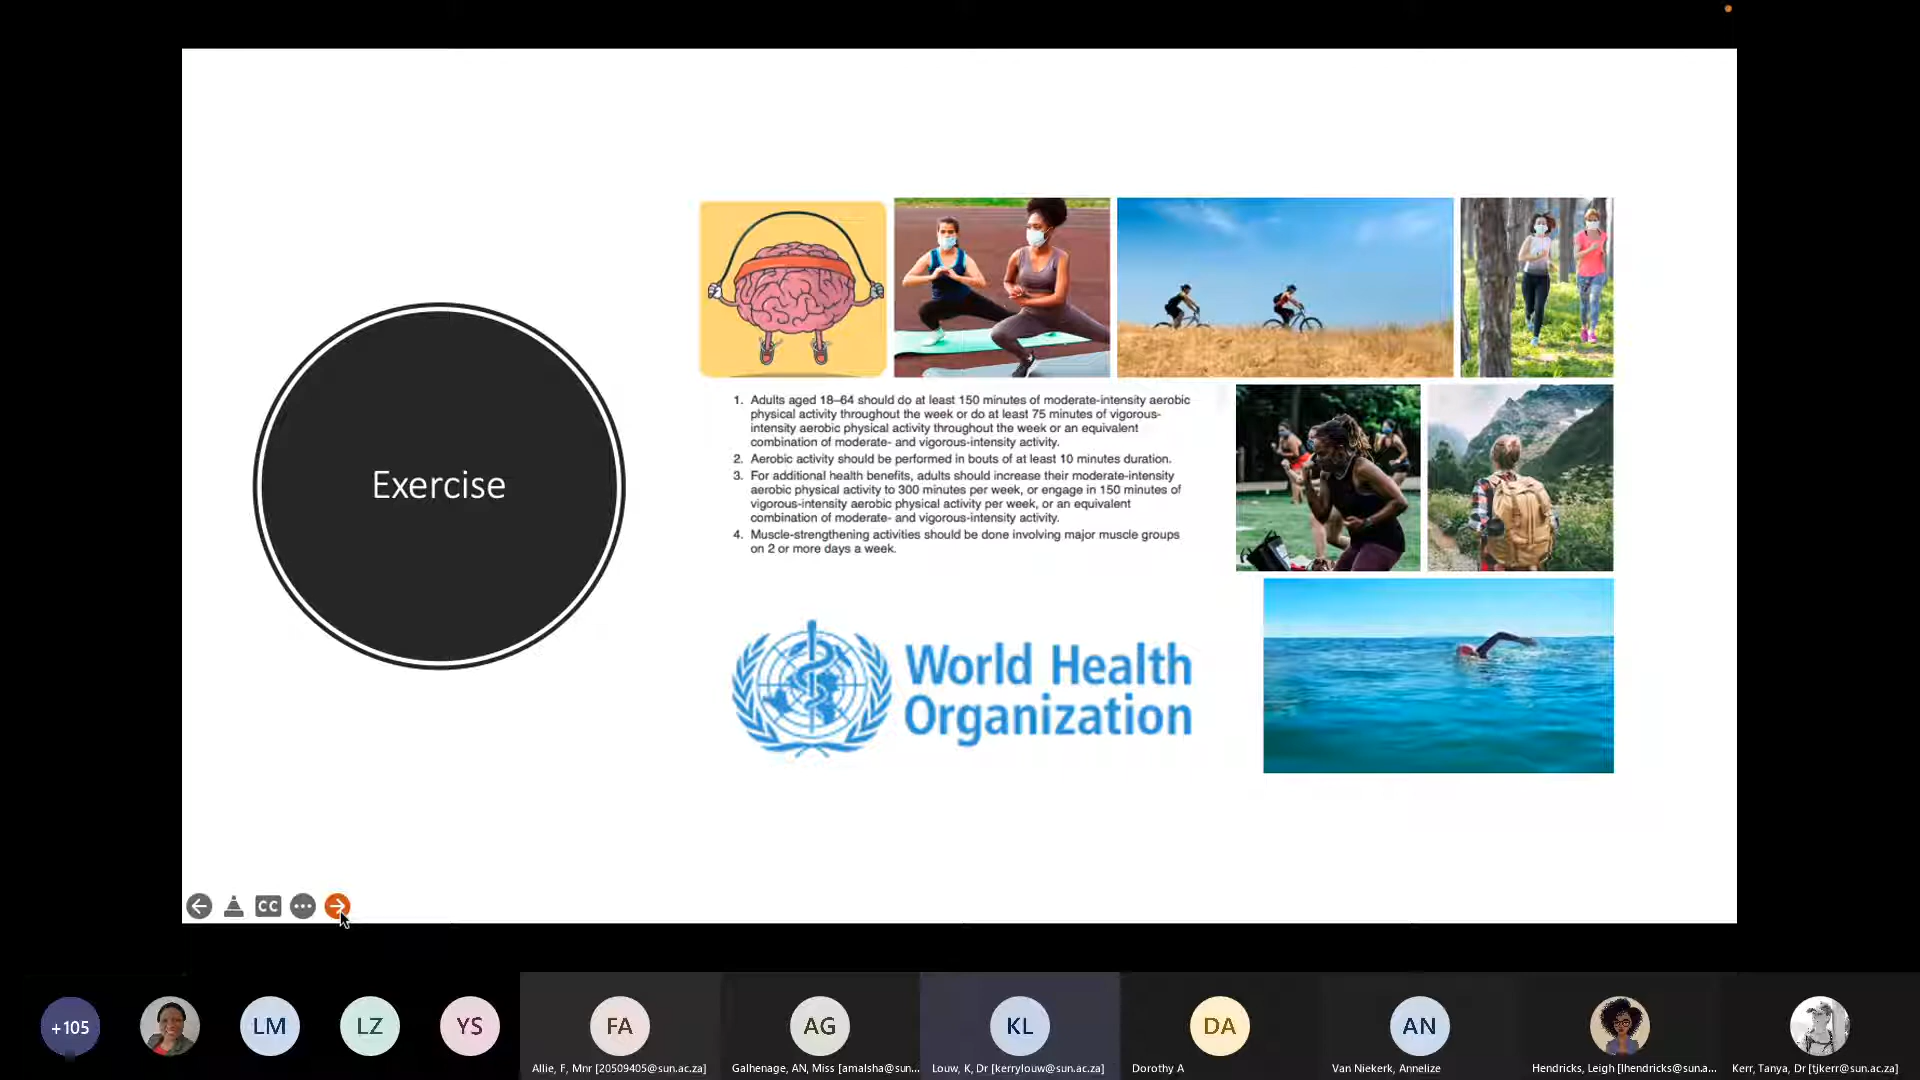 Exercise
1. Adults aged 18–64 should do at least 150 minutes of moderate-intensity aerobic
physical activity throughout the week or do at least 75 minutes of vigorous-
intensity aerobic physical activity throughout the week or an equivalent
combination of moderate- and vigorous-intensity activity.
2. Aerobic activity should be performed in bouts of at least 10 minutes duration.
3. For additional health benefits, adults should increase their moderate-intensity
aerobic physical activity to 300 minutes per week, or engage in 150 minutes of
vigorous-intensity aerobic physical activity per week, or an equivalent
combination of moderate- and vigorous-intensity activity.
4. Muscle-strengthening activities should be done involving major muscle groups
on 2 or more days a week.
World Health
Organization
CC
+105
LM
LZ
YS
FA
AG
KL
DA
AN
Allie, F, Mnr [20509405@sun.ac.za]
Galhenage, AN, Miss [amalsha@sun...
Louw, K, Dr [kerrylouw@sun.ac.za]
Dorothy A
Van Niekerk, Annelize
Hendricks, Leigh [lhendricks@sun.a...
Kerr, Tanya, Dr [tjkerr@sun.ac.za]